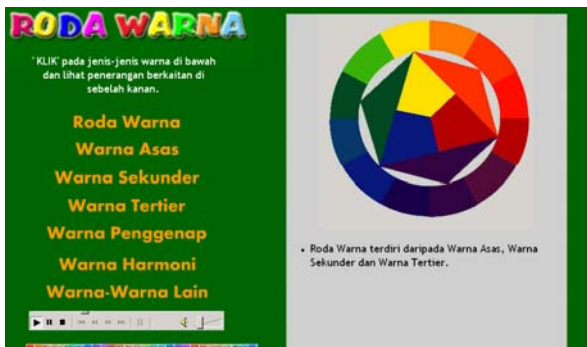 RODA WARNA
'KLIK' pada jenis-jenis warna di bawah
dan lihat penerangan berkaitan di
sebelah kanan.
Roda Warna
Warna Asas
Warna Sekunder
Warna Tertier
Warna Penggenap
Warna Harmoni
Warna-Warna Lain
• Roda Warna terdiri daripada Warna Asas, Warna
Sekunder dan Warna Tertier.